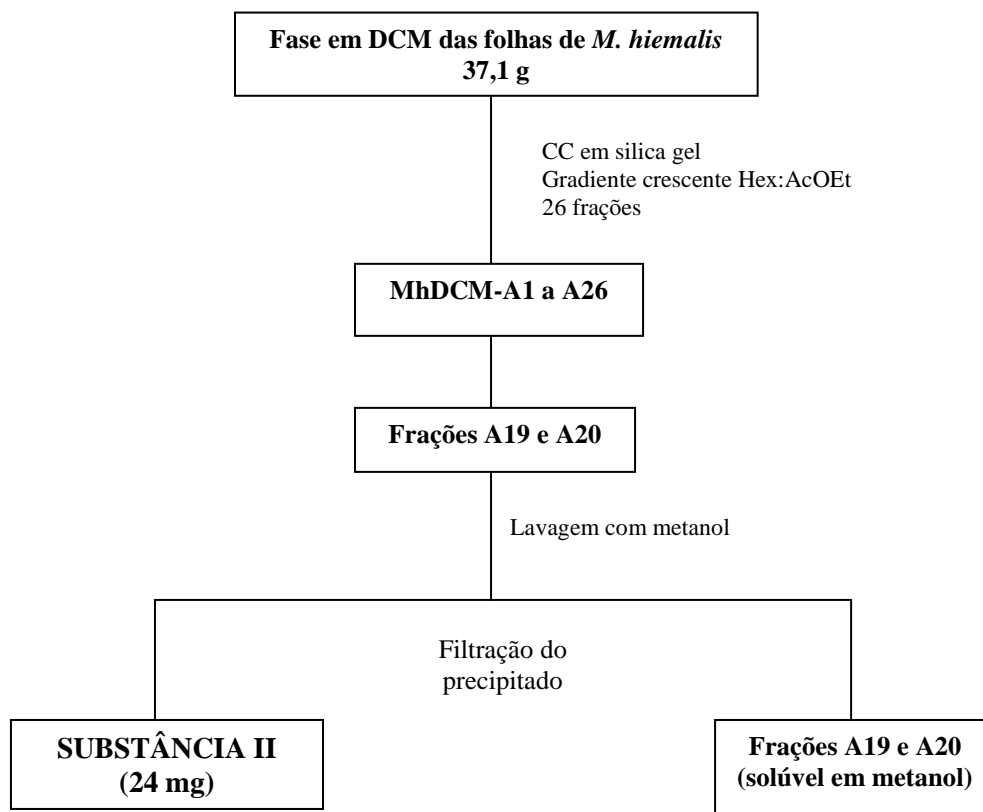 Fase em DCM das folhas de M. hiemalis
37,1 g
CC em silica gel
Gradiente crescente Hex:AcOEt
26 frações
MhDCM-A1 a A26
Frações A19 e A20
Lavagem com metanol
Filtração do
precipitado
SUBSTÂNCIA II
(24 mg)
Frações A19 e A20
(solúvel em metanol)